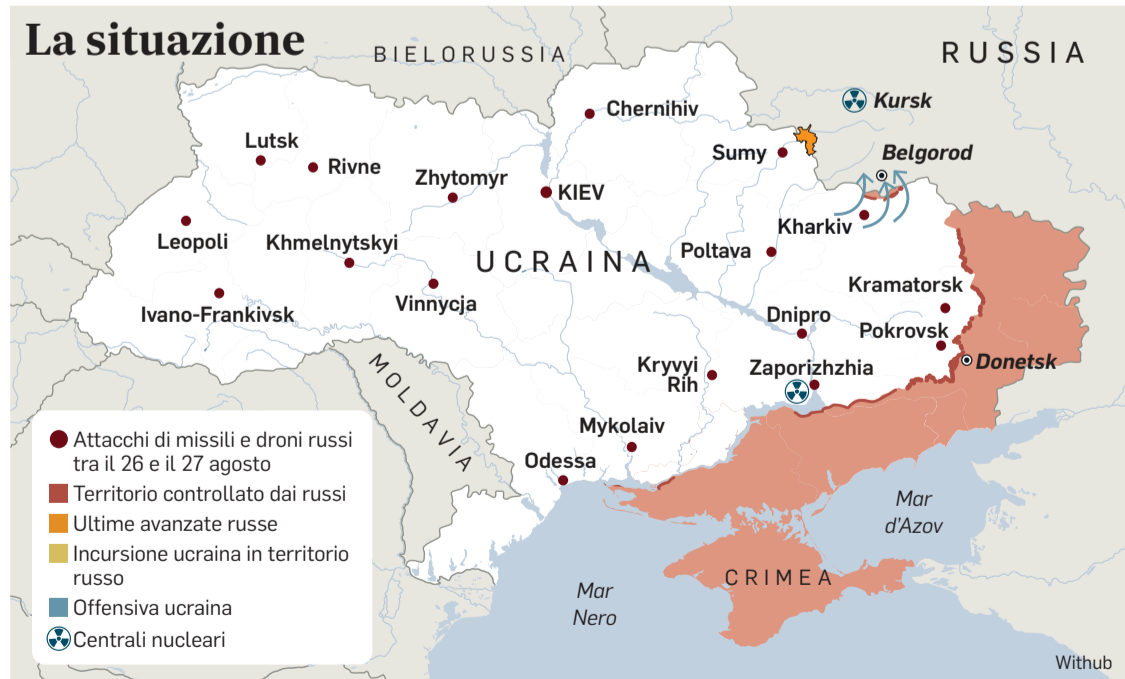 La situazione
BIELORUSSIA
RUSSIA
Kursk
Chernihiv
Sumy
Belgorod
Lutsk
Rivne
Zhytomyr
KIEV
Kharkiv
Leopoli
Khmelnytskyi
UCRAINA
Poltava
Ivano-Frankivsk
Vinnycja
Kramatorsk
Dnipro
Pokrovsk
Donetsk
Kryvyi
Rih
Zaporizhzhia
MOLDAVIA
Mykolaiv
Odessa
Mar
d'Azov
CRIMEA
Mar
Nero
Attacchi di missili e droni russi
tra il 26 e il 27 agosto
Territorio controllato dai russi
Ultime avanzate russe
Incursione ucraina in territorio
russo
Offensiva ucraina
Centrali nucleari
Withub